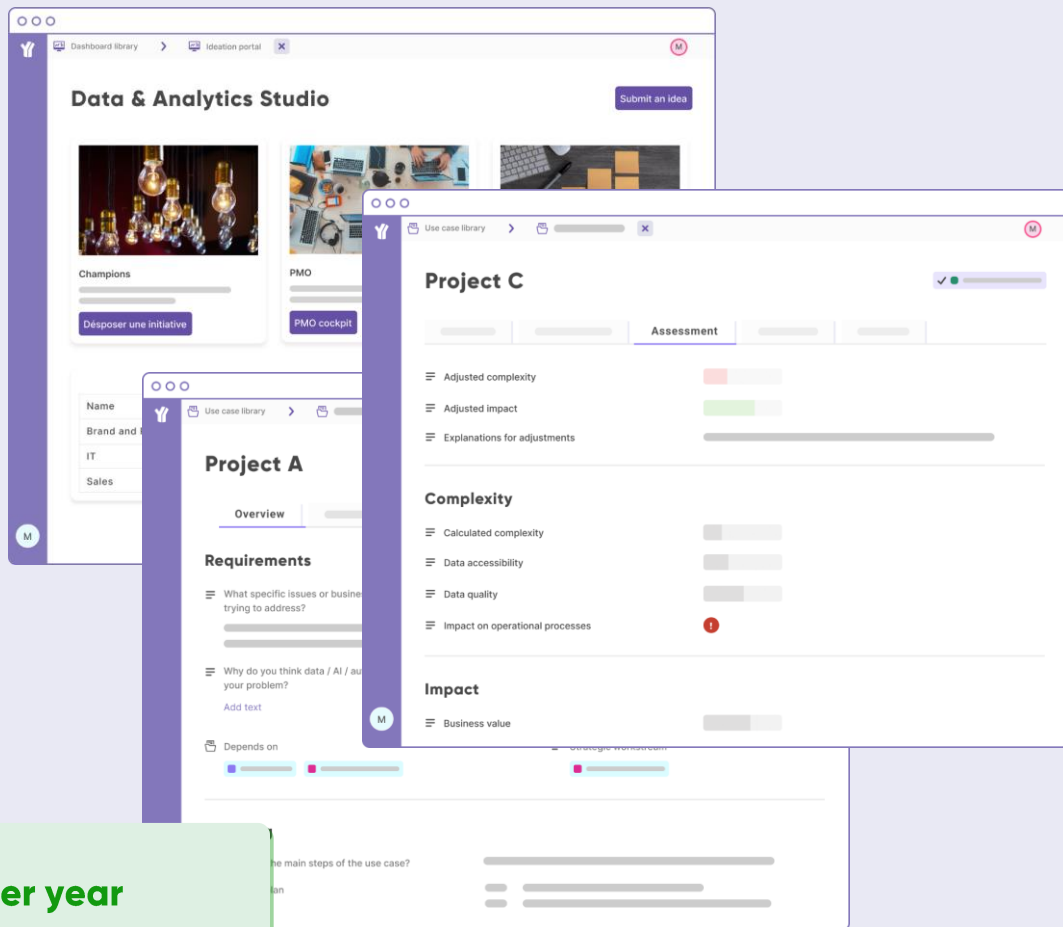 Dashboard library
Ideation portal
M
Data & Analytics Studio
Submit an idea
Champions
Désposer une initiative
PMO
PMO cockpit
Name
Brand and
IT
Sales
M
Use case library
M
Project C
Assessment
Adjusted complexity
Adjusted impact
Explanations for adjustments
Complexity
Calculated complexity
Data accessibility
Data quality
Impact on operational processes
Impact
Business value
M
Use case library
Project A
Overview
Requirements
What specific issues or busine
trying to address?
Why do you think data / AI / au
your problem?
Add text
Depends on
Strategic workstream
he main steps of the use case?
lan
er year